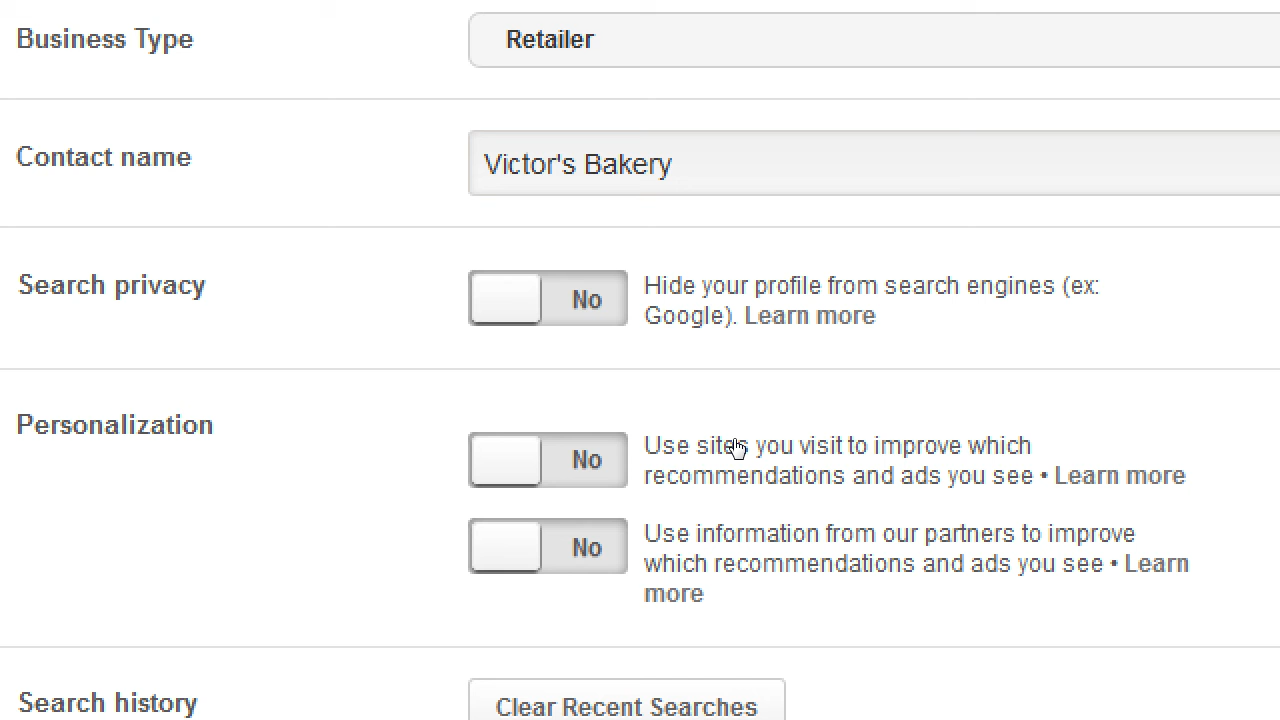 Business Type
Retailer
Contact name
Victor's Bakery
Search privacy
No
Hide your profile from search engines (ex:
Google). Learn more
Personalization
No
Use sites you visit to improve which
recommendations and ads you see • Learn more
No
Use information from our partners to improve
which recommendations and ads you see • Learn
more
Search history
Clear Recent Searches